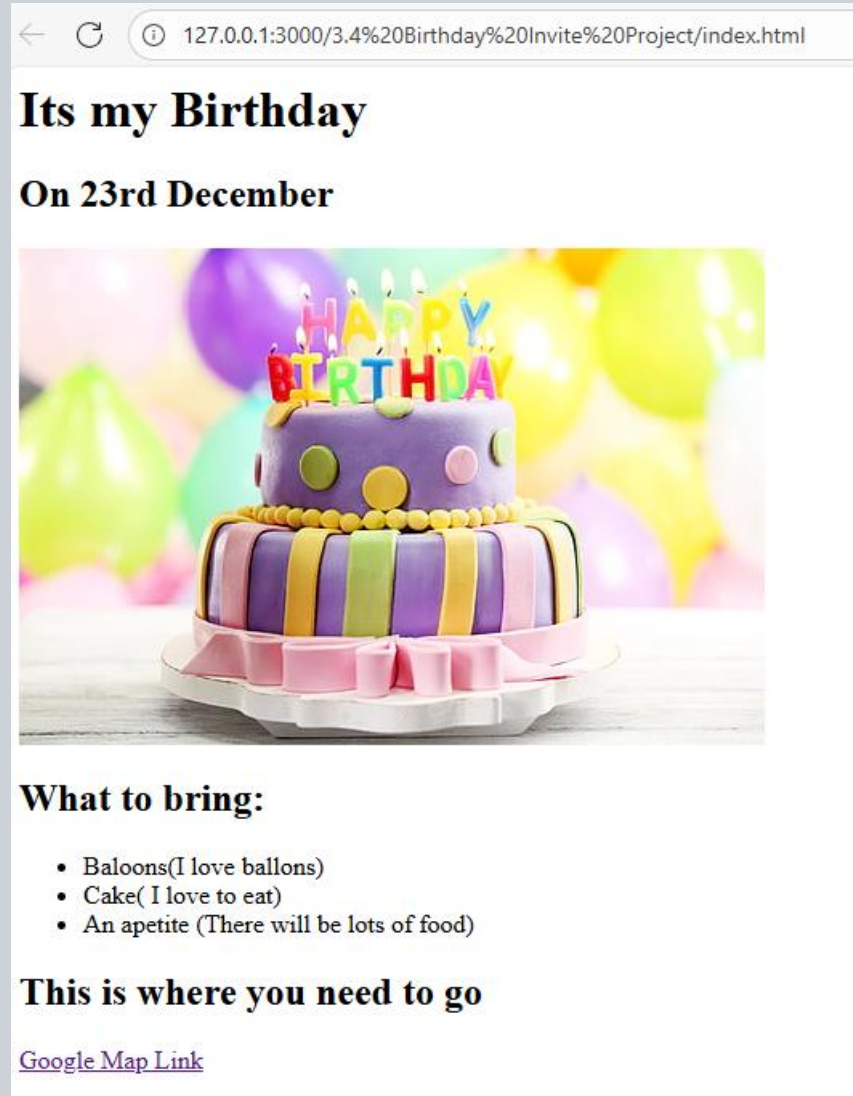 127.0.0.1:3000/3.4%20Birthday%20Invite%20Project/index.html
Its my Birthday
On 23rd December
HAPPY
BIRTHDAY
What to bring:
Baloons(I love ballons)
Cake( I love to eat)
An apetite (There will be lots of food)
This is where you need to go
Google Map Link